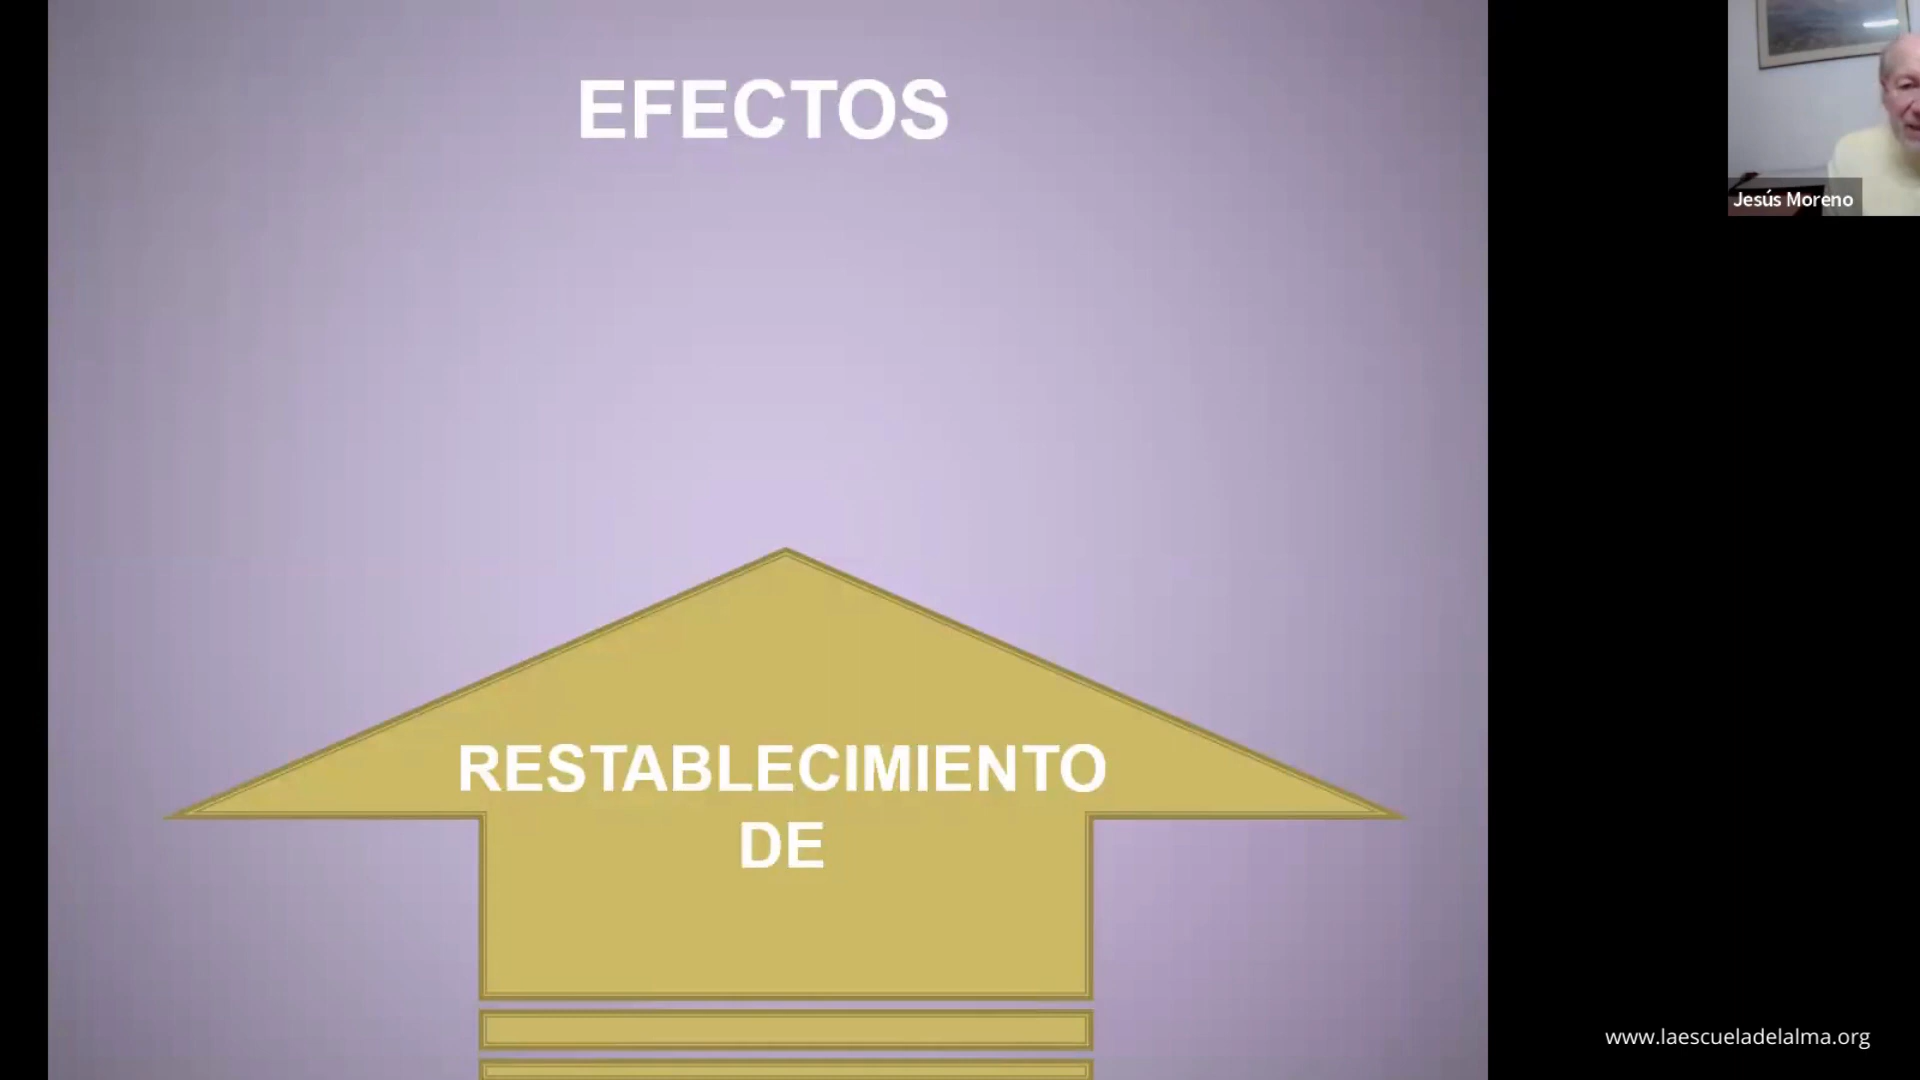 EFECTOS
Jesús Moreno
RESTABLECIMIENTO
DE
www.laescueladelalma.org